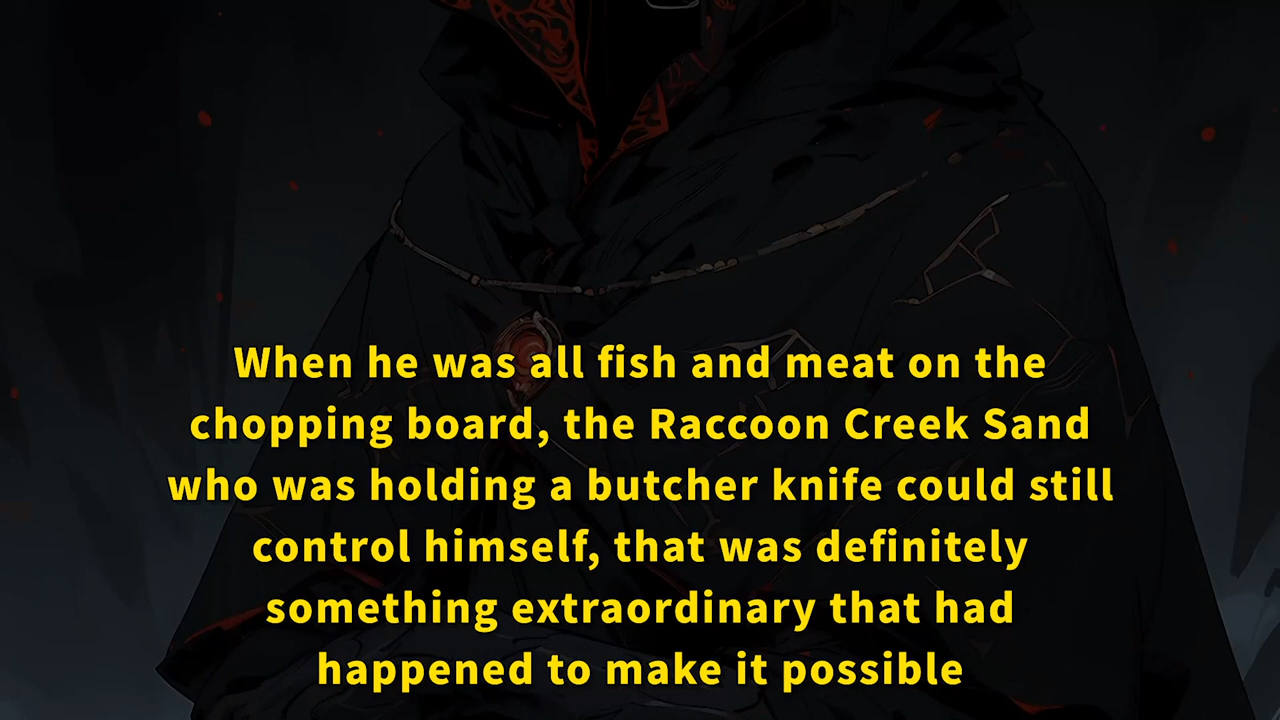 When he was all fish and meat on the
chopping board, the Raccoon Creek Sand
who was holding a butcher knife could still
control himself, that was definitely
something extraordinary that had
happened to make it possible